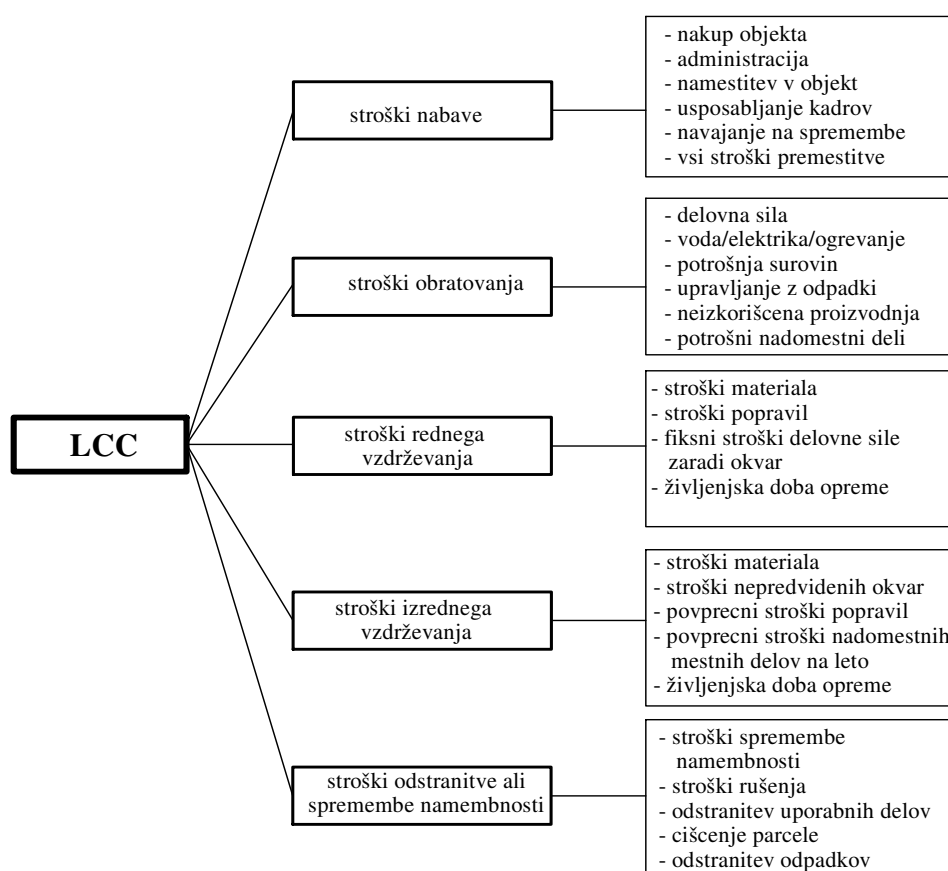 stroški nabave
- nakup objekta
- administracija
- namestitev v objekt
- usposabljanje kadrov
- navajanje na spremembe
- vsi stroški premestitve
stroški obratovanja
- delovna sila
- voda/elektrika/ogrevanje
- potrošnja surovin
- upravljanje z odpadki
- neizkorišcena proizvodnja
- potrošni nadomestni deli
LCC
stroški rednega
vzdrževanja
- stroški materiala
- stroški popravil
- fiksni stroški delovne sile
zaradi okvar
- življenjska doba opreme
stroški izrednega
vzdrževanja
- stroški materiala
- stroški nepredvidenih okvar
- povprecni stroški popravil
- povprecni stroški nadomestnih
mestnih delov na leto
- življenjska doba opreme
stroški odstranitve ali
spremembe namembnosti
- stroški spremembe
namembnosti
- stroški rušenja
- odstranitev uporabnih delov
- cišcenje parcele
- odstranitev odpadkov